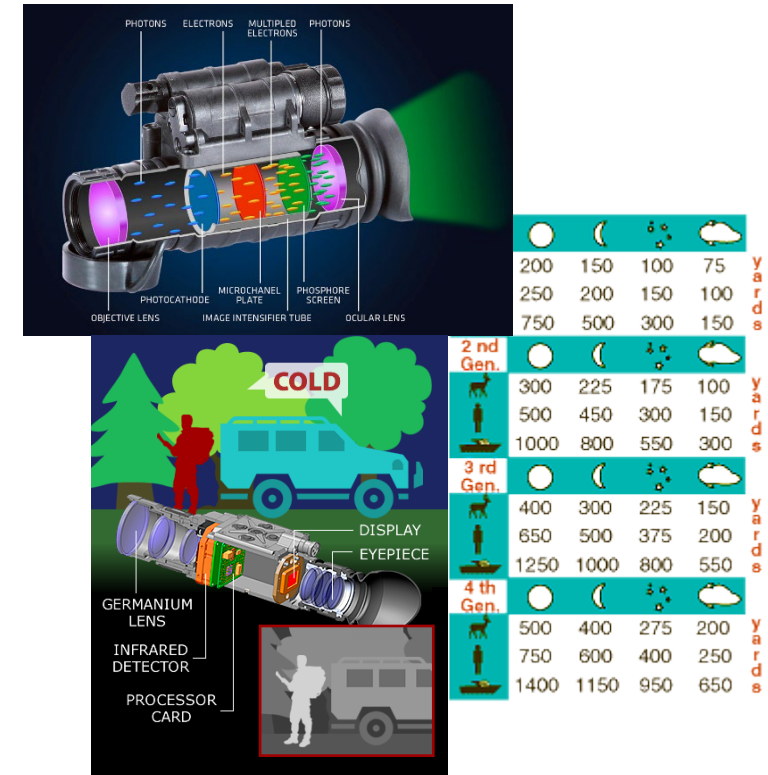 PHOTONS ELECTRONS MULTIPLED PHOTONS
ELECTRONS
MICROCHANEL PHOSPHORE
PHOTOCATHODE PLATE SCREEN
OBJECTIVE LENS IMAGE INTENSIFIER TUBE OCULAR LENS
COLD
DISPLAY
EYEPIECE
GERMANIUM
LENS
INFRARED
DETECTOR
PROCESSOR
CARD
200 150 100 75
250 200 150 100
750 500 300 150
yards
2 nd
Gen.
300 225 175 100
500 450 300 150
1000 800 550 300
yards
3 rd
Gen.
400 300 225 150
650 500 375 200
1250 1000 800 550
yards
4 th
Gen.
500 400 275 200
750 600 400 250
1400 1150 950 650
yards